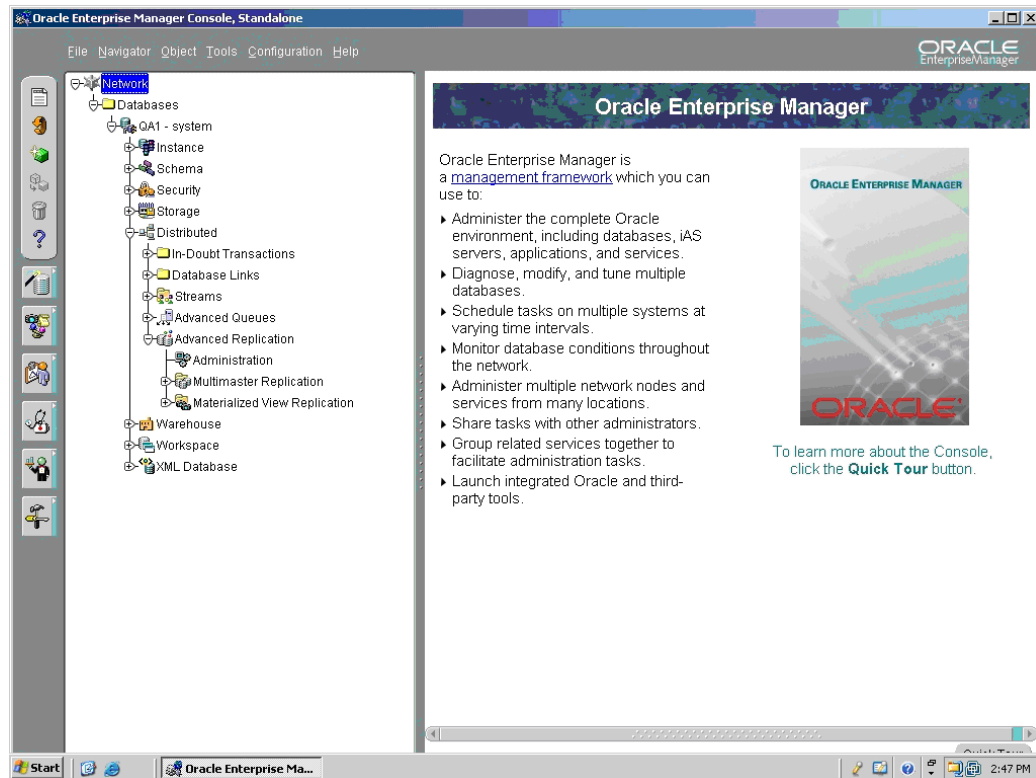 Oracle Enterprise Manager Console, Standalone
File Navigator Object Tools Configuration Help
ORACLE
EnterpriseManager
Network
Databases
QA1 - system
Instance
Schema
Security
Storage
Distributed
In-Doubt Transactions
Database Links
Streams
Advanced Queues
Advanced Replication
Administration
Multimaster Replication
Materialized View Replication
Warehouse
Workspace
XML Database
Oracle Enterprise Manager
Oracle Enterprise Manager is
a management framework which you can
use to:
Administer the complete Oracle
environment, including databases, iAS
servers, applications, and services.
Diagnose, modify, and tune multiple
databases.
Schedule tasks on multiple systems at
varying time intervals.
Monitor database conditions throughout
the network.
Administer multiple network nodes and
services from many locations.
Share tasks with other administrators.
Group related services together to
facilitate administration tasks.
Launch integrated Oracle and third-
party tools.
ORACLE ENTERPRISE MANAGER
ORACLE
To learn more about the Console,
click the Quick Tour button.
Quick Tour
Start
Oracle Enterprise Ma...
2:47 PM